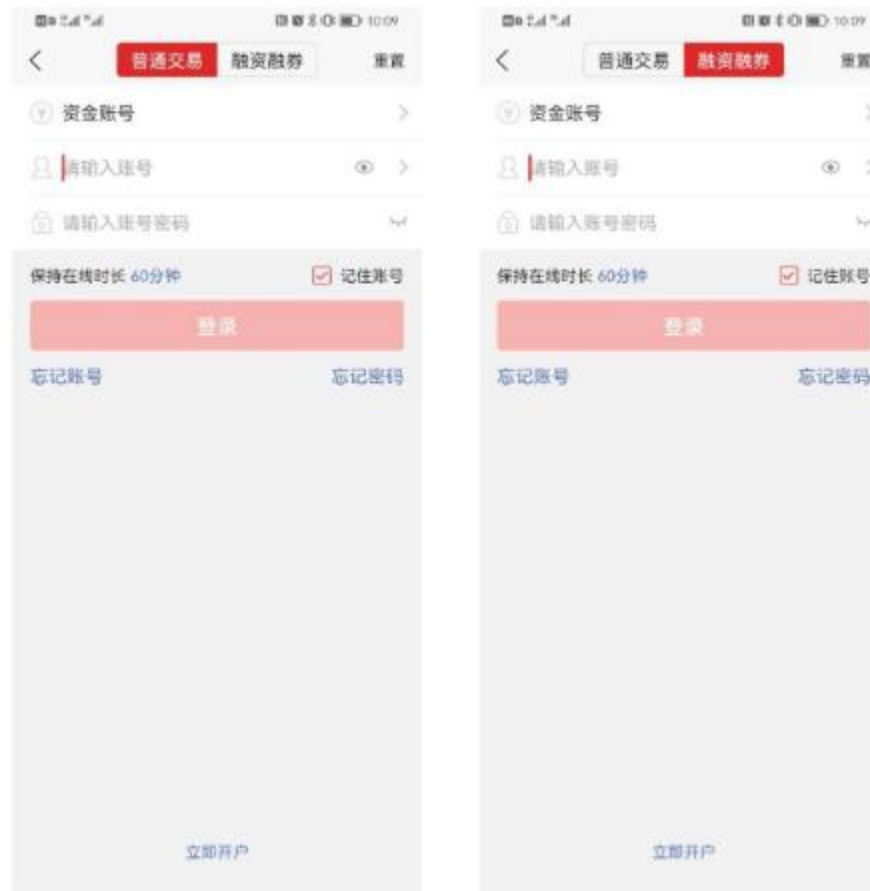 10:09
普通交易 融资融券 重置
资金账号
请输入账号
请输入账号密码
保持在线时长 60分钟 记住账号
登录
忘记账号 忘记密码
立即开户
10:09
普通交易 融资融券 重置
资金账号
请输入账号
请输入账号密码
保持在线时长 60分钟 记住账号
登录
忘记账号 忘记密码
立即开户